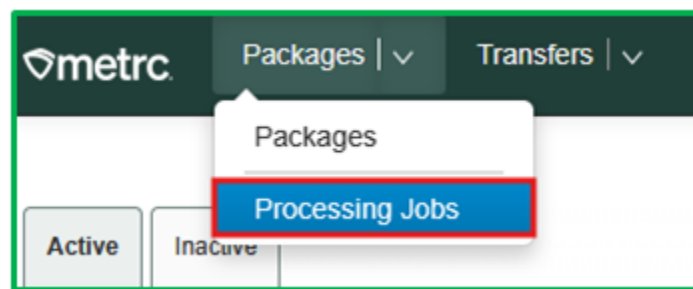 metrc. Packages | Transfers |
Packages
Processing Jobs
Active Inactive